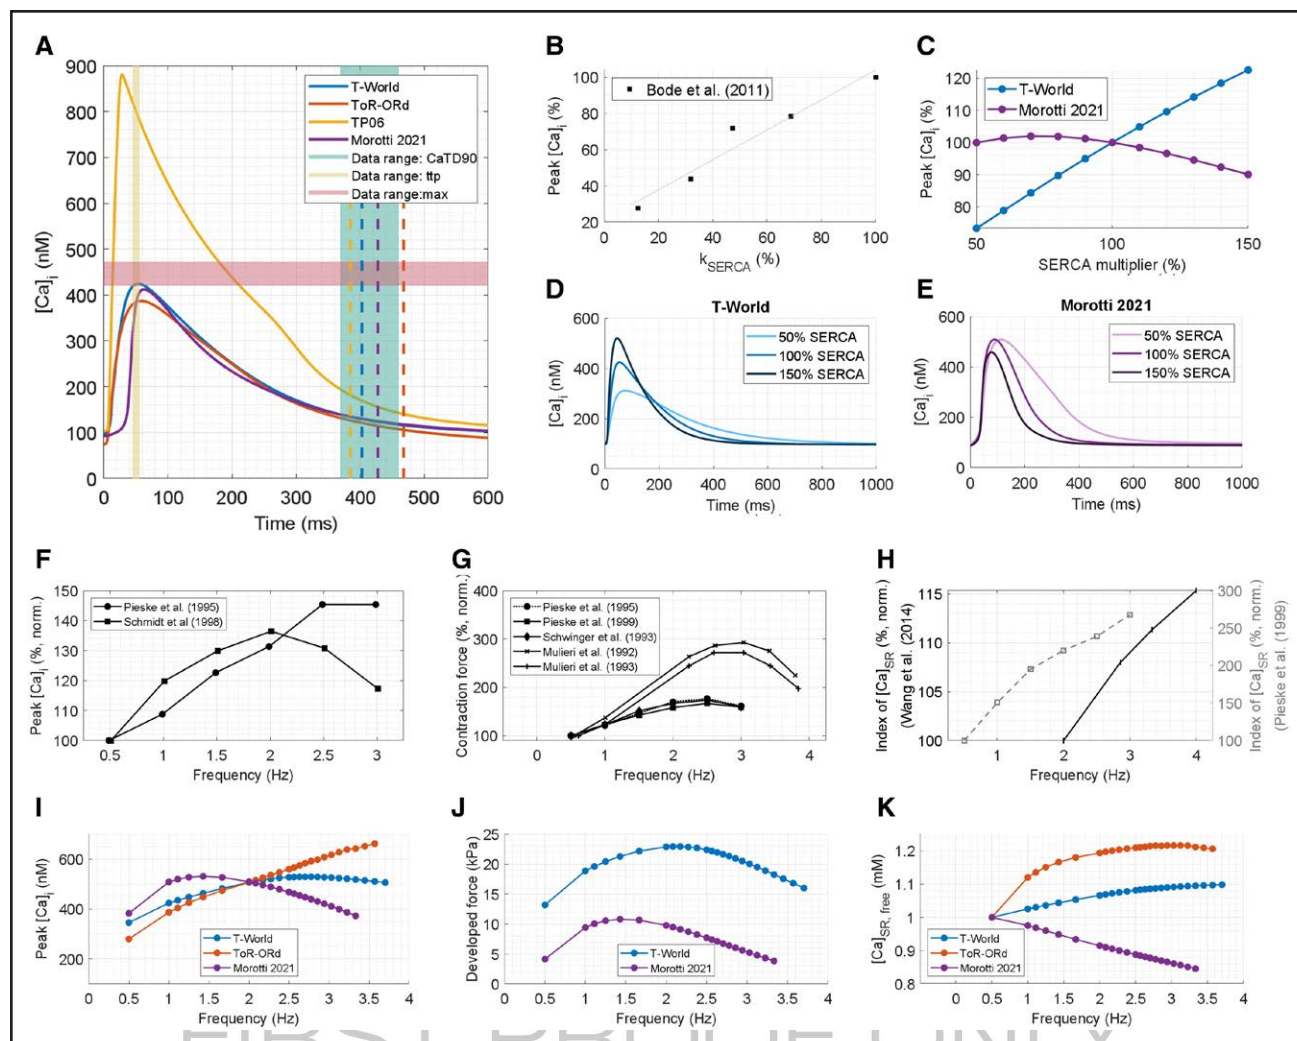 A
900
800
700
600
500
400
300
200
100
0
[Ca]i (nM)
0 100 200 300 400 500 600
Time (ms)
T-World
ToR-ORd
TP06
Morotti 2021
Data range: CaTD90
Data range: ttp
Data range:max
B
100
80
60
40
20
Peak [Ca]i (%)
Bode et al. (2011)
0 20 40 60 80 100
kSERCA (%)
C
120
110
100
90
80
Peak [Ca]i (%)
T-World
Morotti 2021
50 100 150
SERCA multiplier (%)
D
T-World
600
400
200
0
[Ca]i (nM)
50% SERCA
100% SERCA
150% SERCA
0 200 400 600 800 1000
Time (ms)
E
Morotti 2021
600
400
200
0
[Ca]i (nM)
50% SERCA
100% SERCA
150% SERCA
0 200 400 600 800 1000
Time (ms)
F
150
140
130
120
110
100
Peak [Ca]i (%, norm.)
Pieske et al. (1995)
Schmidt et al (1998)
0.5 1 1.5 2 2.5 3
Frequency (Hz)
G
400
300
200
100
Contraction force (%, norm.)
Pieske et al. (1995)
Pieske et al. (1999)
Schwinger et al. (1993)
Mulieri et al. (1992)
Mulieri et al. (1993)
0 1 2 3 4
Frequency (Hz)
H
115
110
105
100
Index of [Ca]SR (%, norm.)
(Wang et al. (2014)
300
250
200
150
100
Index of [Ca]SR (%, norm.)
(Pieske et al. (1999)
1 2 3 4
Frequency (Hz)
I
600
400
200
Peak [Ca]i (nM)
T-World
ToR-ORd
Morotti 2021
0 0.5 1 1.5 2 2.5 3 3.5 4
Frequency (Hz)
J
25
20
15
10
5
0
Developed force (kPa)
T-World
Morotti 2021
0 0.5 1 1.5 2 2.5 3 3.5 4
Frequency (Hz)
K
1.2
1.1
1
0.9
0.8
[Ca]SR, free (mM)
T-World
ToR-ORd
Morotti 2021
0 0.5 1 1.5 2 2.5 3 3.5 4
Frequency (Hz)